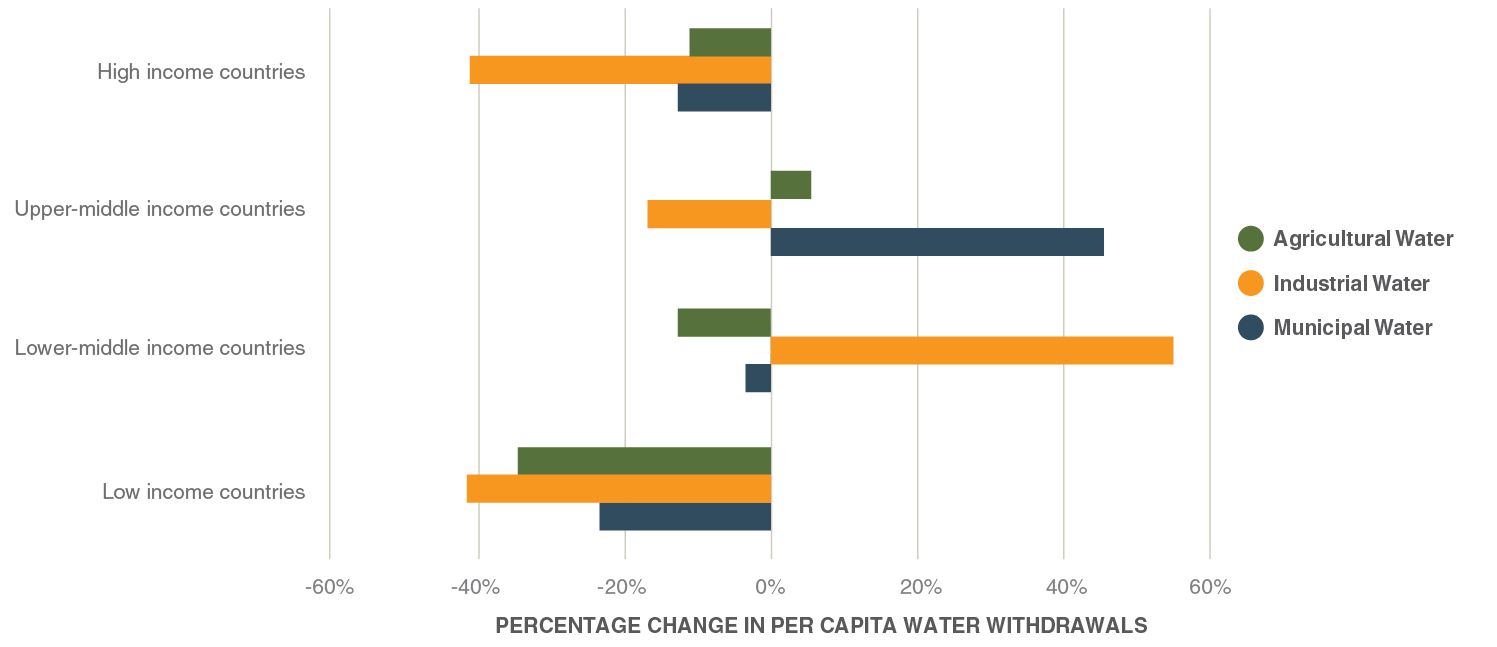 High income countries
Upper-middle income countries
Lower-middle income countries
Low income countries
-60%
-40%
-20%
0%
20%
40%
60%
PERCENTAGE CHANGE IN PER CAPITA WATER WITHDRAWALS
Agricultural Water
Industrial Water
Municipal Water